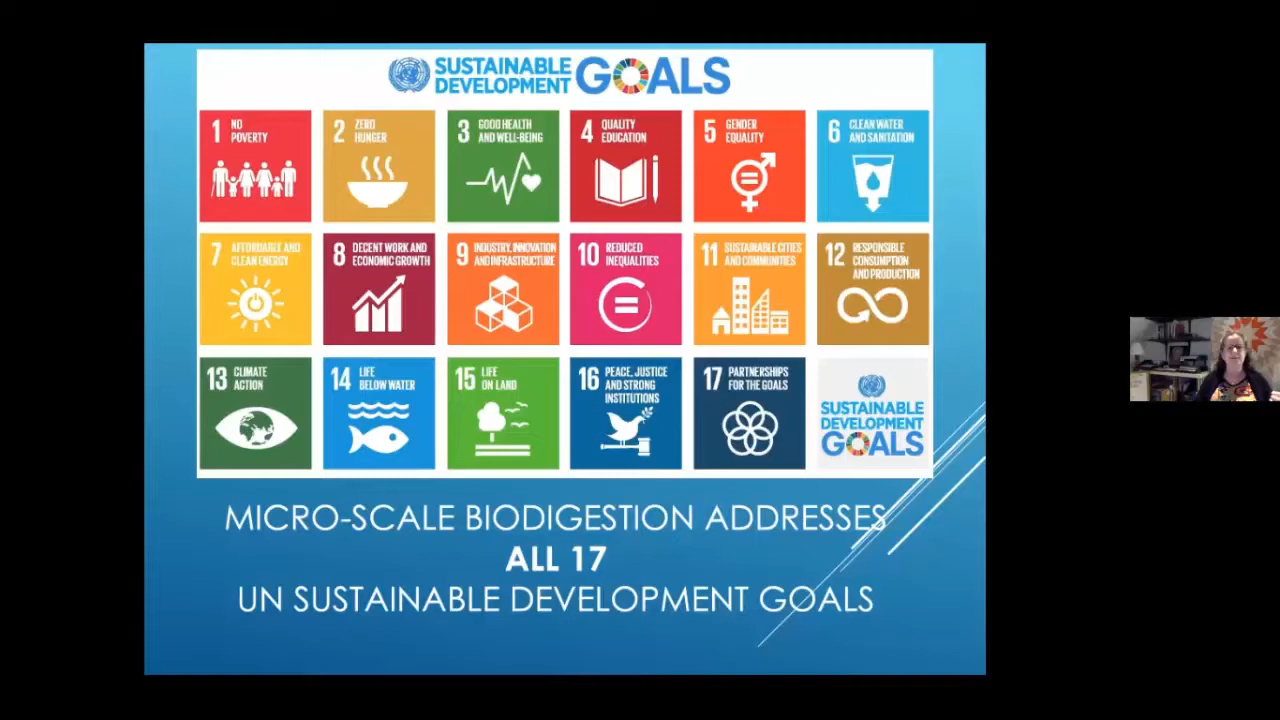 SUSTAINABLE
DEVELOPMENT
GOALS
1 NO
POVERTY
2 ZERO
HUNGER
3 GOOD HEALTH
AND WELL-BEING
4 QUALITY
EDUCATION
5 GENDER
EQUALITY
6 CLEAN WATER
AND SANITATION
7 AFFORDABLE AND
CLEAN ENERGY
8 DECENT WORK AND
ECONOMIC GROWTH
9 INDUSTRY, INNOVATION
AND INFRASTRUCTURE
10 REDUCED
INEQUALITIES
11 SUSTAINABLE CITIES
AND COMMUNITIES
12 RESPONSIBLE
CONSUMPTION
AND PRODUCTION
13 CLIMATE
ACTION
14 LIFE
BELOW WATER
15 LIFE
ON LAND
16 PEACE, JUSTICE
AND STRONG
INSTITUTIONS
17 PARTNERSHIPS
FOR THE GOALS
SUSTAINABLE
DEVELOPMENT
GOALS
MICRO-SCALE BIODIGESTION ADDRESSES
ALL 17
UN SUSTAINABLE DEVELOPMENT GOALS